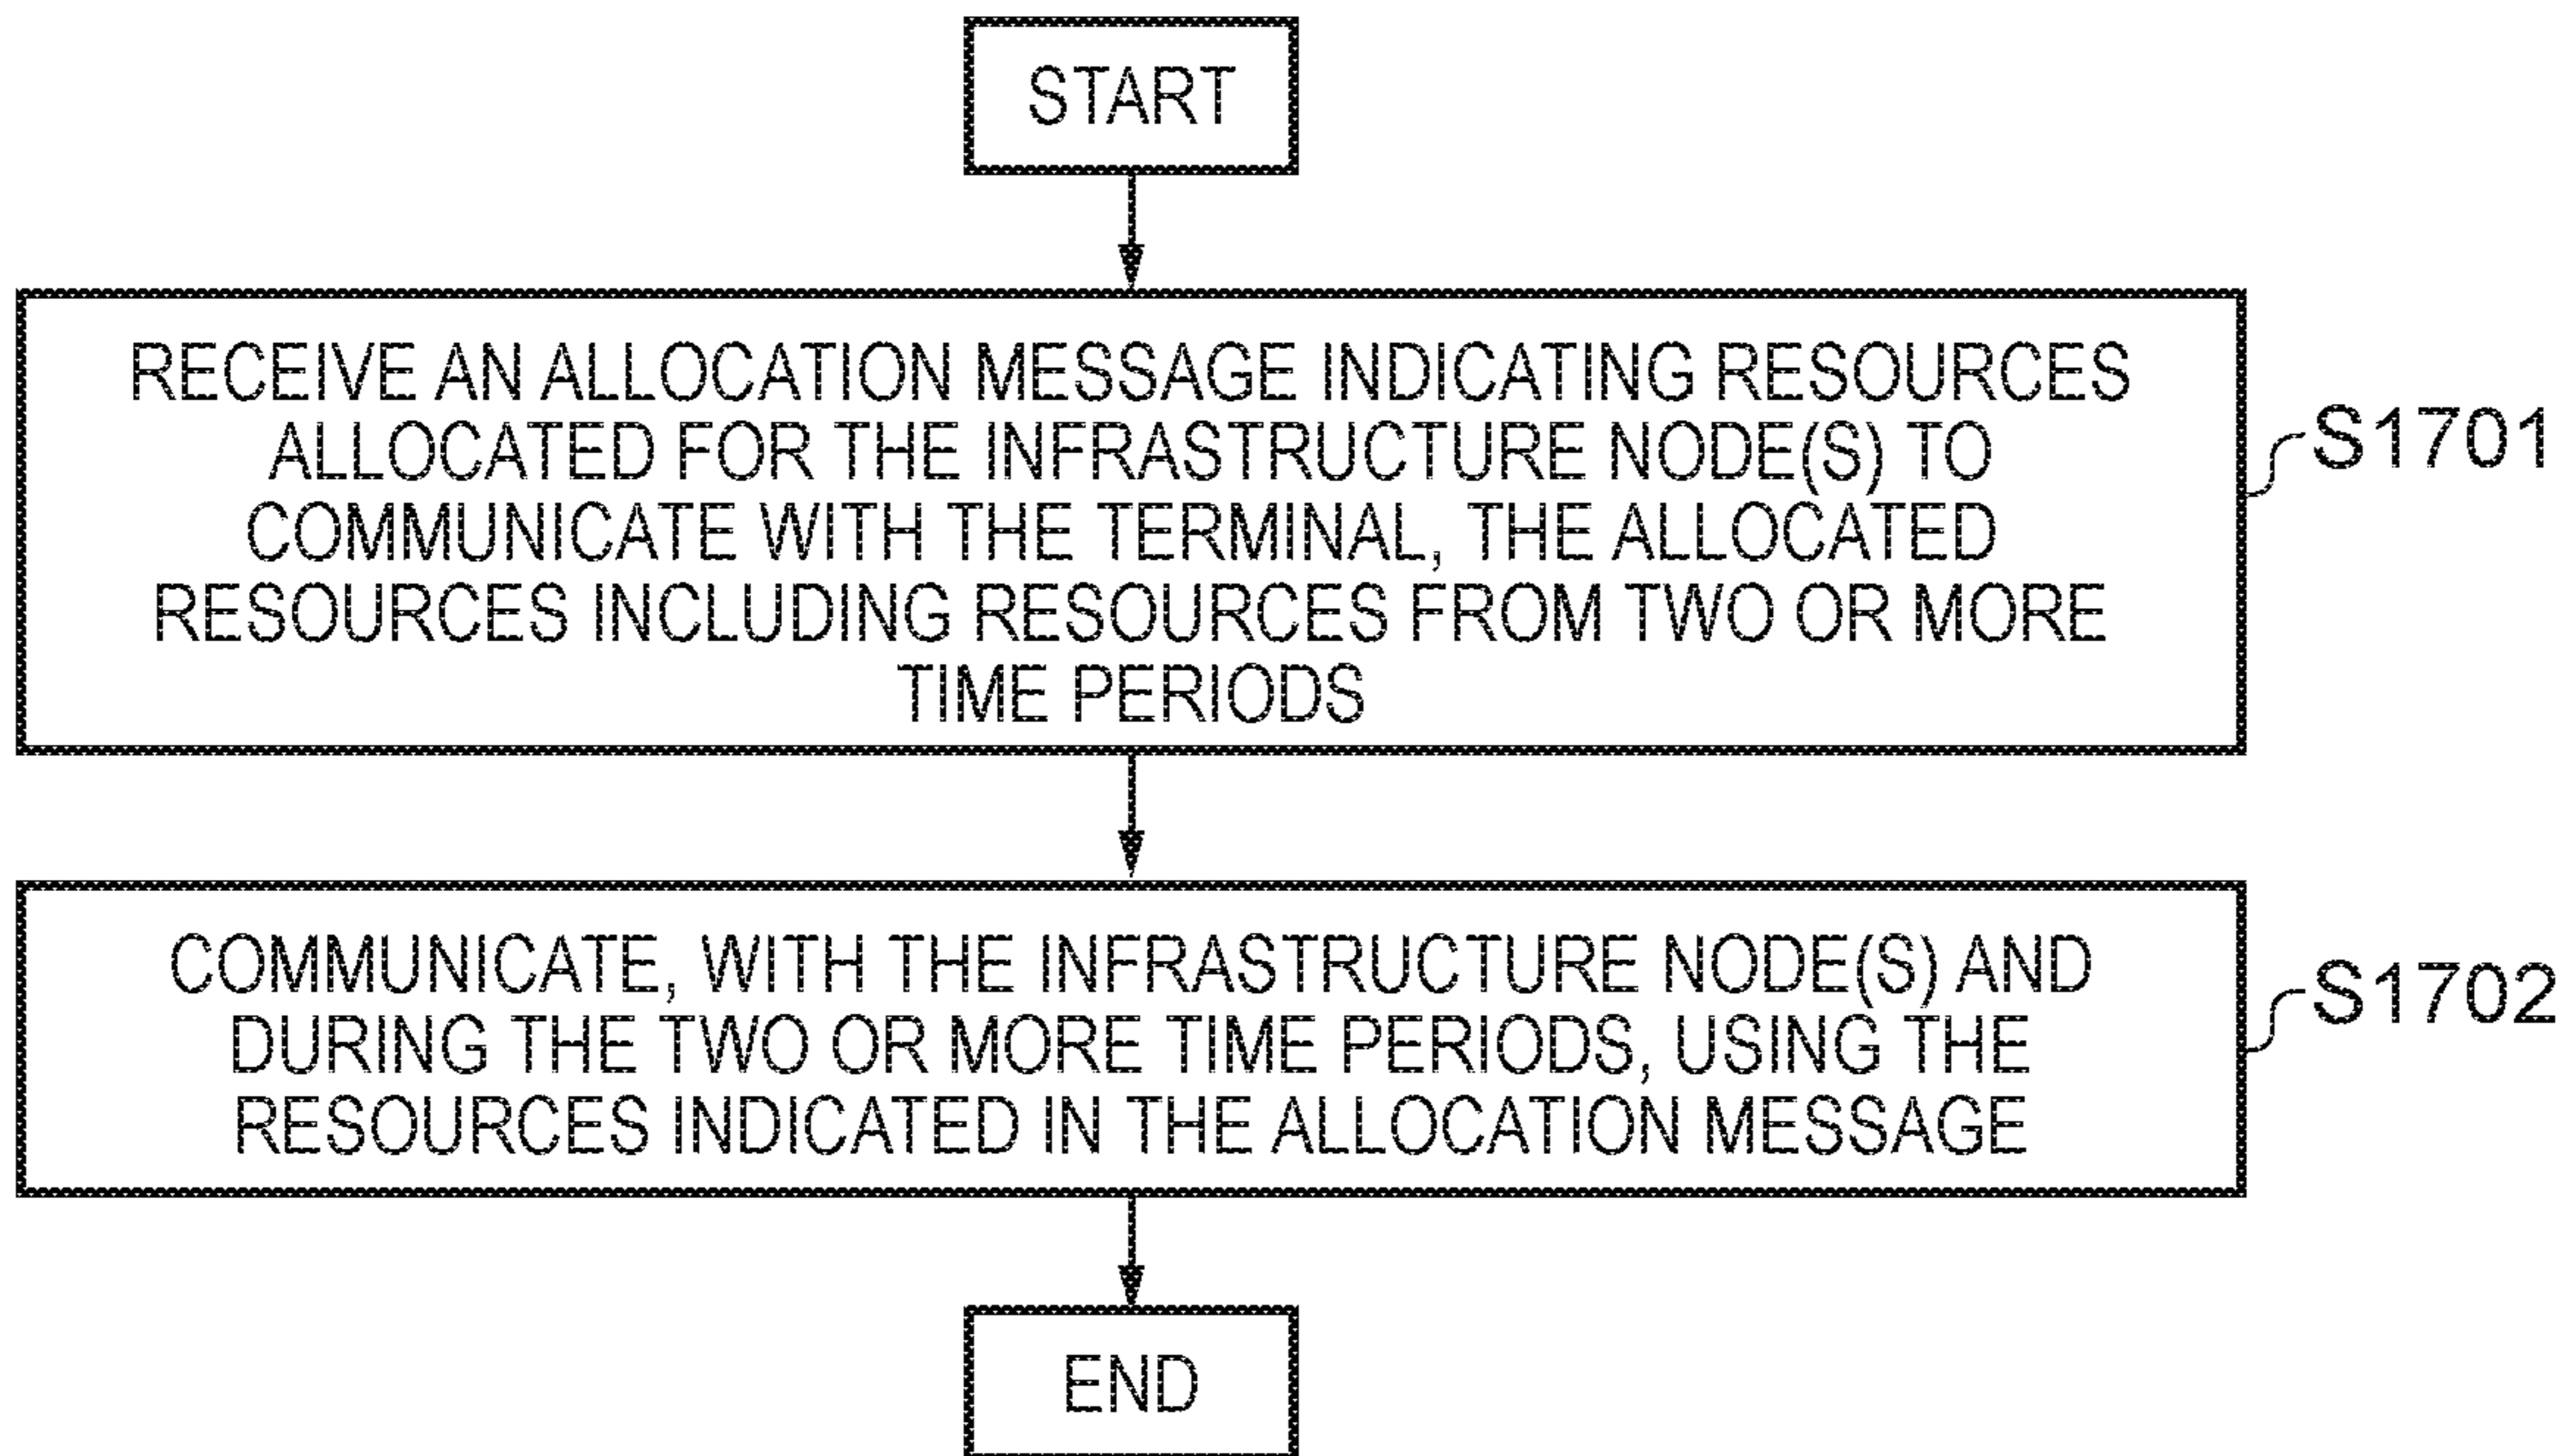 START
RECEIVE AN ALLOCATION MESSAGE INDICATING RESOURCES
ALLOCATED FOR THE INFRASTRUCTURE NODE(S) TO
COMMUNICATE WITH THE TERMINAL, THE ALLOCATED
RESOURCES INCLUDING RESOURCES FROM TWO OR MORE
TIME PERIODS
S1701
COMMUNICATE, WITH THE INFRASTRUCTURE NODE(S) AND
DURING THE TWO OR MORE TIME PERIODS, USING THE
RESOURCES INDICATED IN THE ALLOCATION MESSAGE
S1702
END